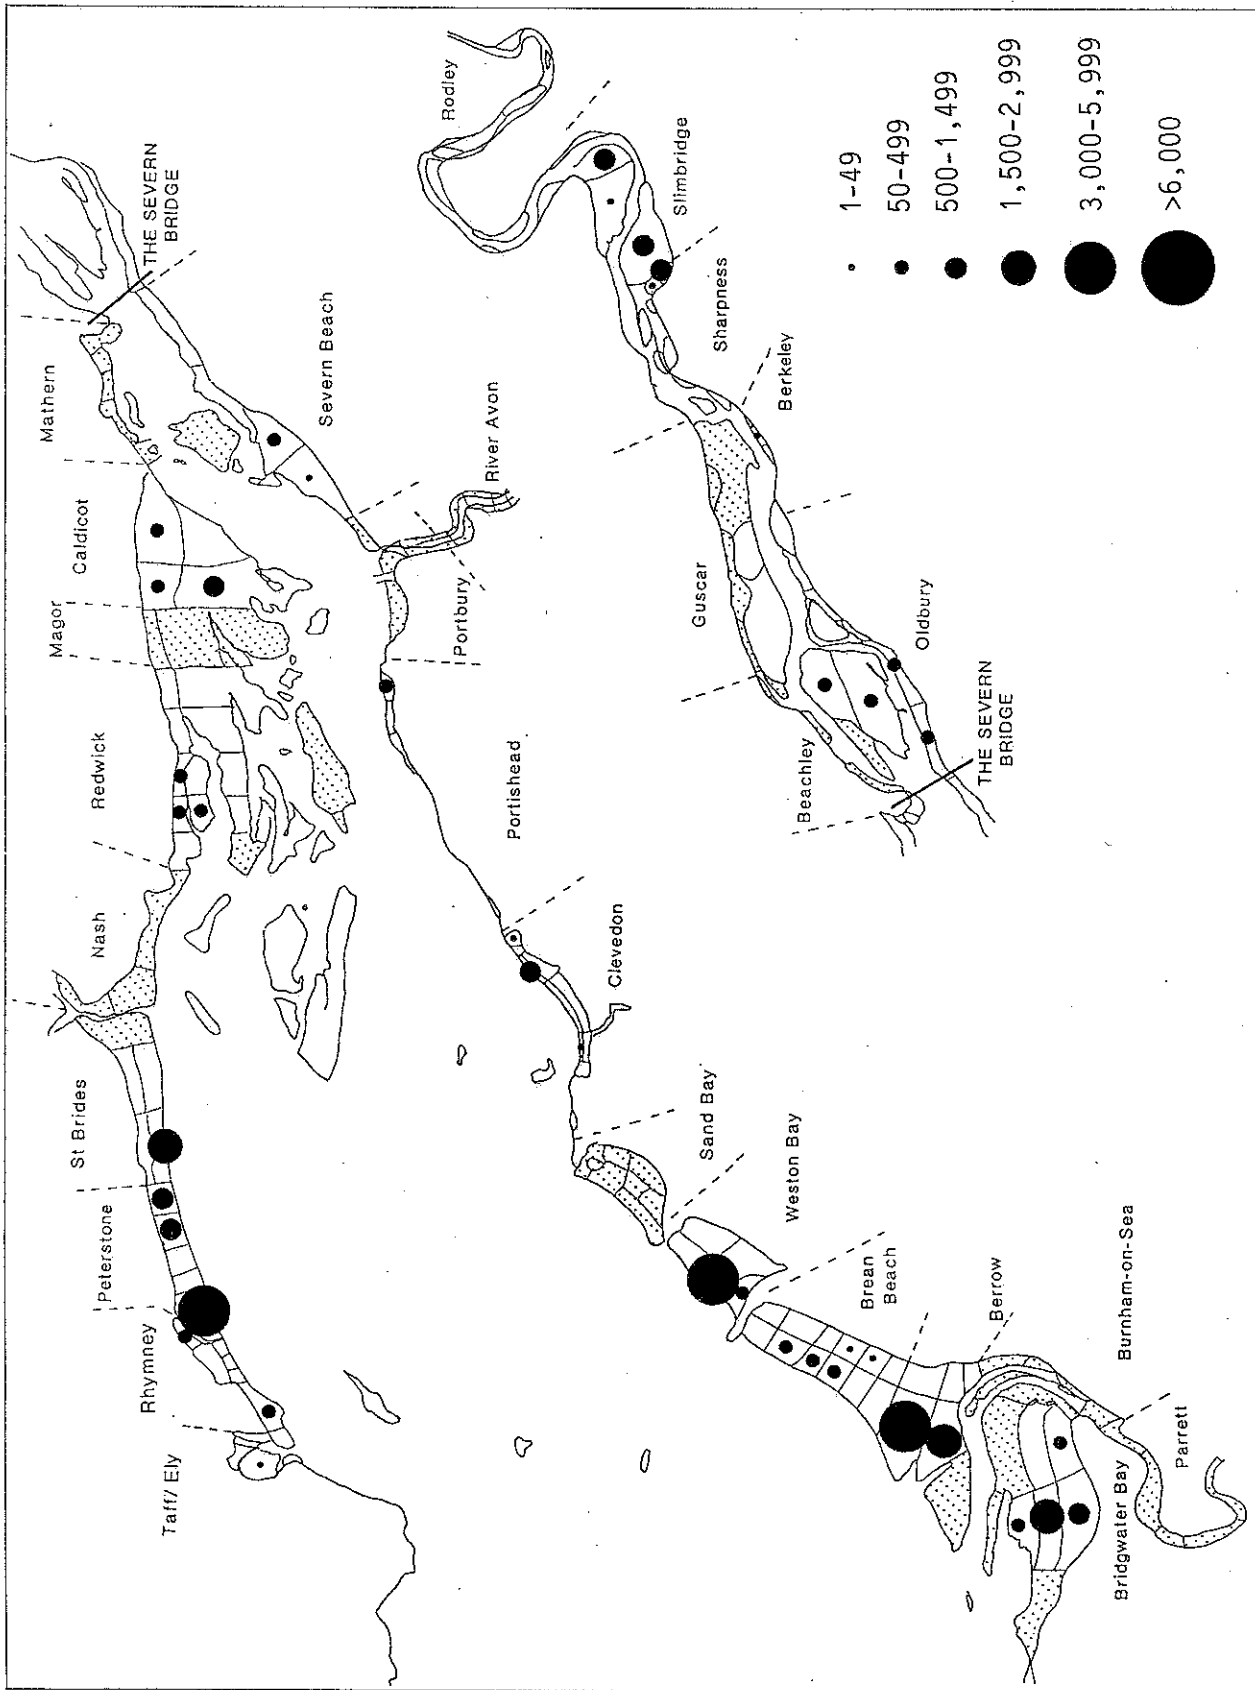 Taff/ Ely
Rhymney
Peterstone
St Brides
Nash
Redwick
Magor
Caldicot
Mathern
THE SEVERN
BRIDGE
Severn Beach
River Avon
Portbury
Portishead
Clevedon
Sand Bay
Weston Bay
Brean
Beach
Berrow
Burnham-on-Sea
Parrett
Bridgwater Bay
Rodley
Slimbridge
Sharpness
Berkeley
Guscar
Oldbury
Beachley
THE SEVERN
BRIDGE
1-49
50-499
500-1,499
1,500-2,999
3,000-5,999
>6,000